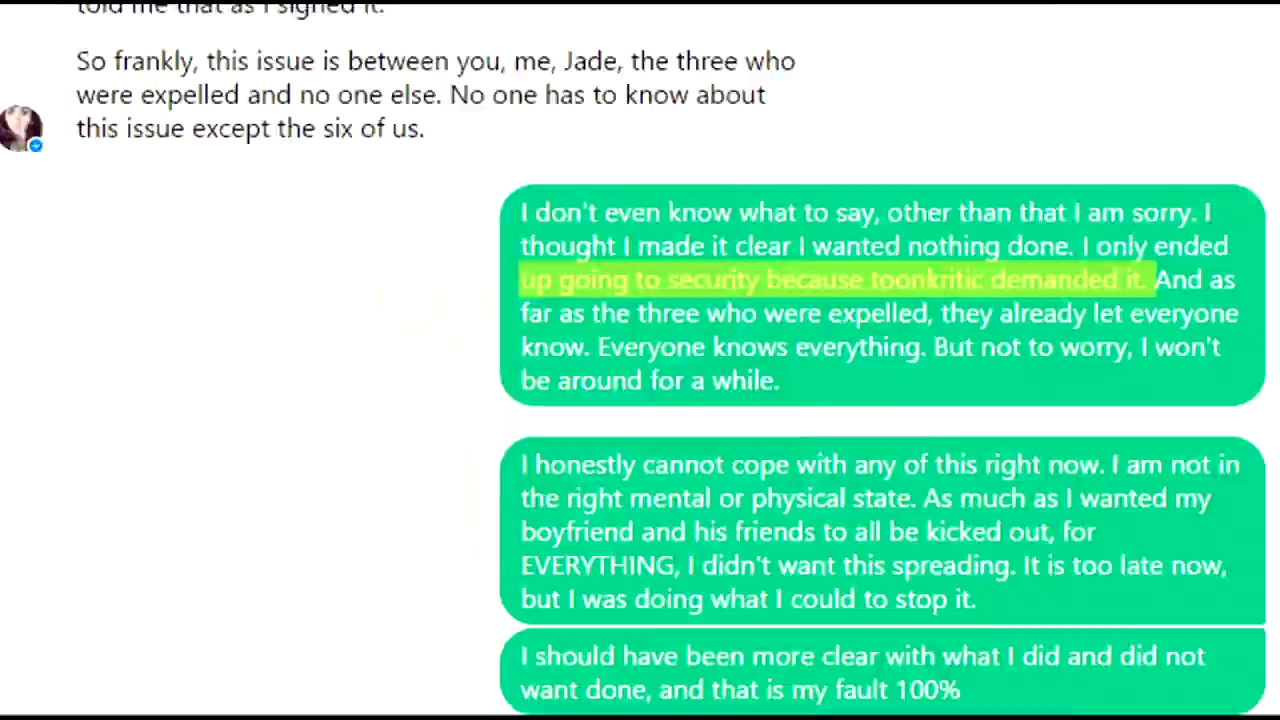 told me that as I signed it.
So frankly, this issue is between you, me, Jade, the three who
were expelled and no one else. No one has to know about
this issue except the six of us.
I don't even know what to say, other than that I am sorry. I
thought I made it clear I wanted nothing done. I only ended
up going to security because toonkritic demanded it. And as
far as the three who were expelled, they already let everyone
know. Everyone knows everything. But not to worry, I won't
be around for a while.
I honestly cannot cope with any of this right now. I am not in
the right mental or physical state. As much as I wanted my
boyfriend and his friends to all be kicked out, for
EVERYTHING, I didn't want this spreading. It is too late now,
but I was doing what I could to stop it.
I should have been more clear with what I did and did not
want done, and that is my fault 100%